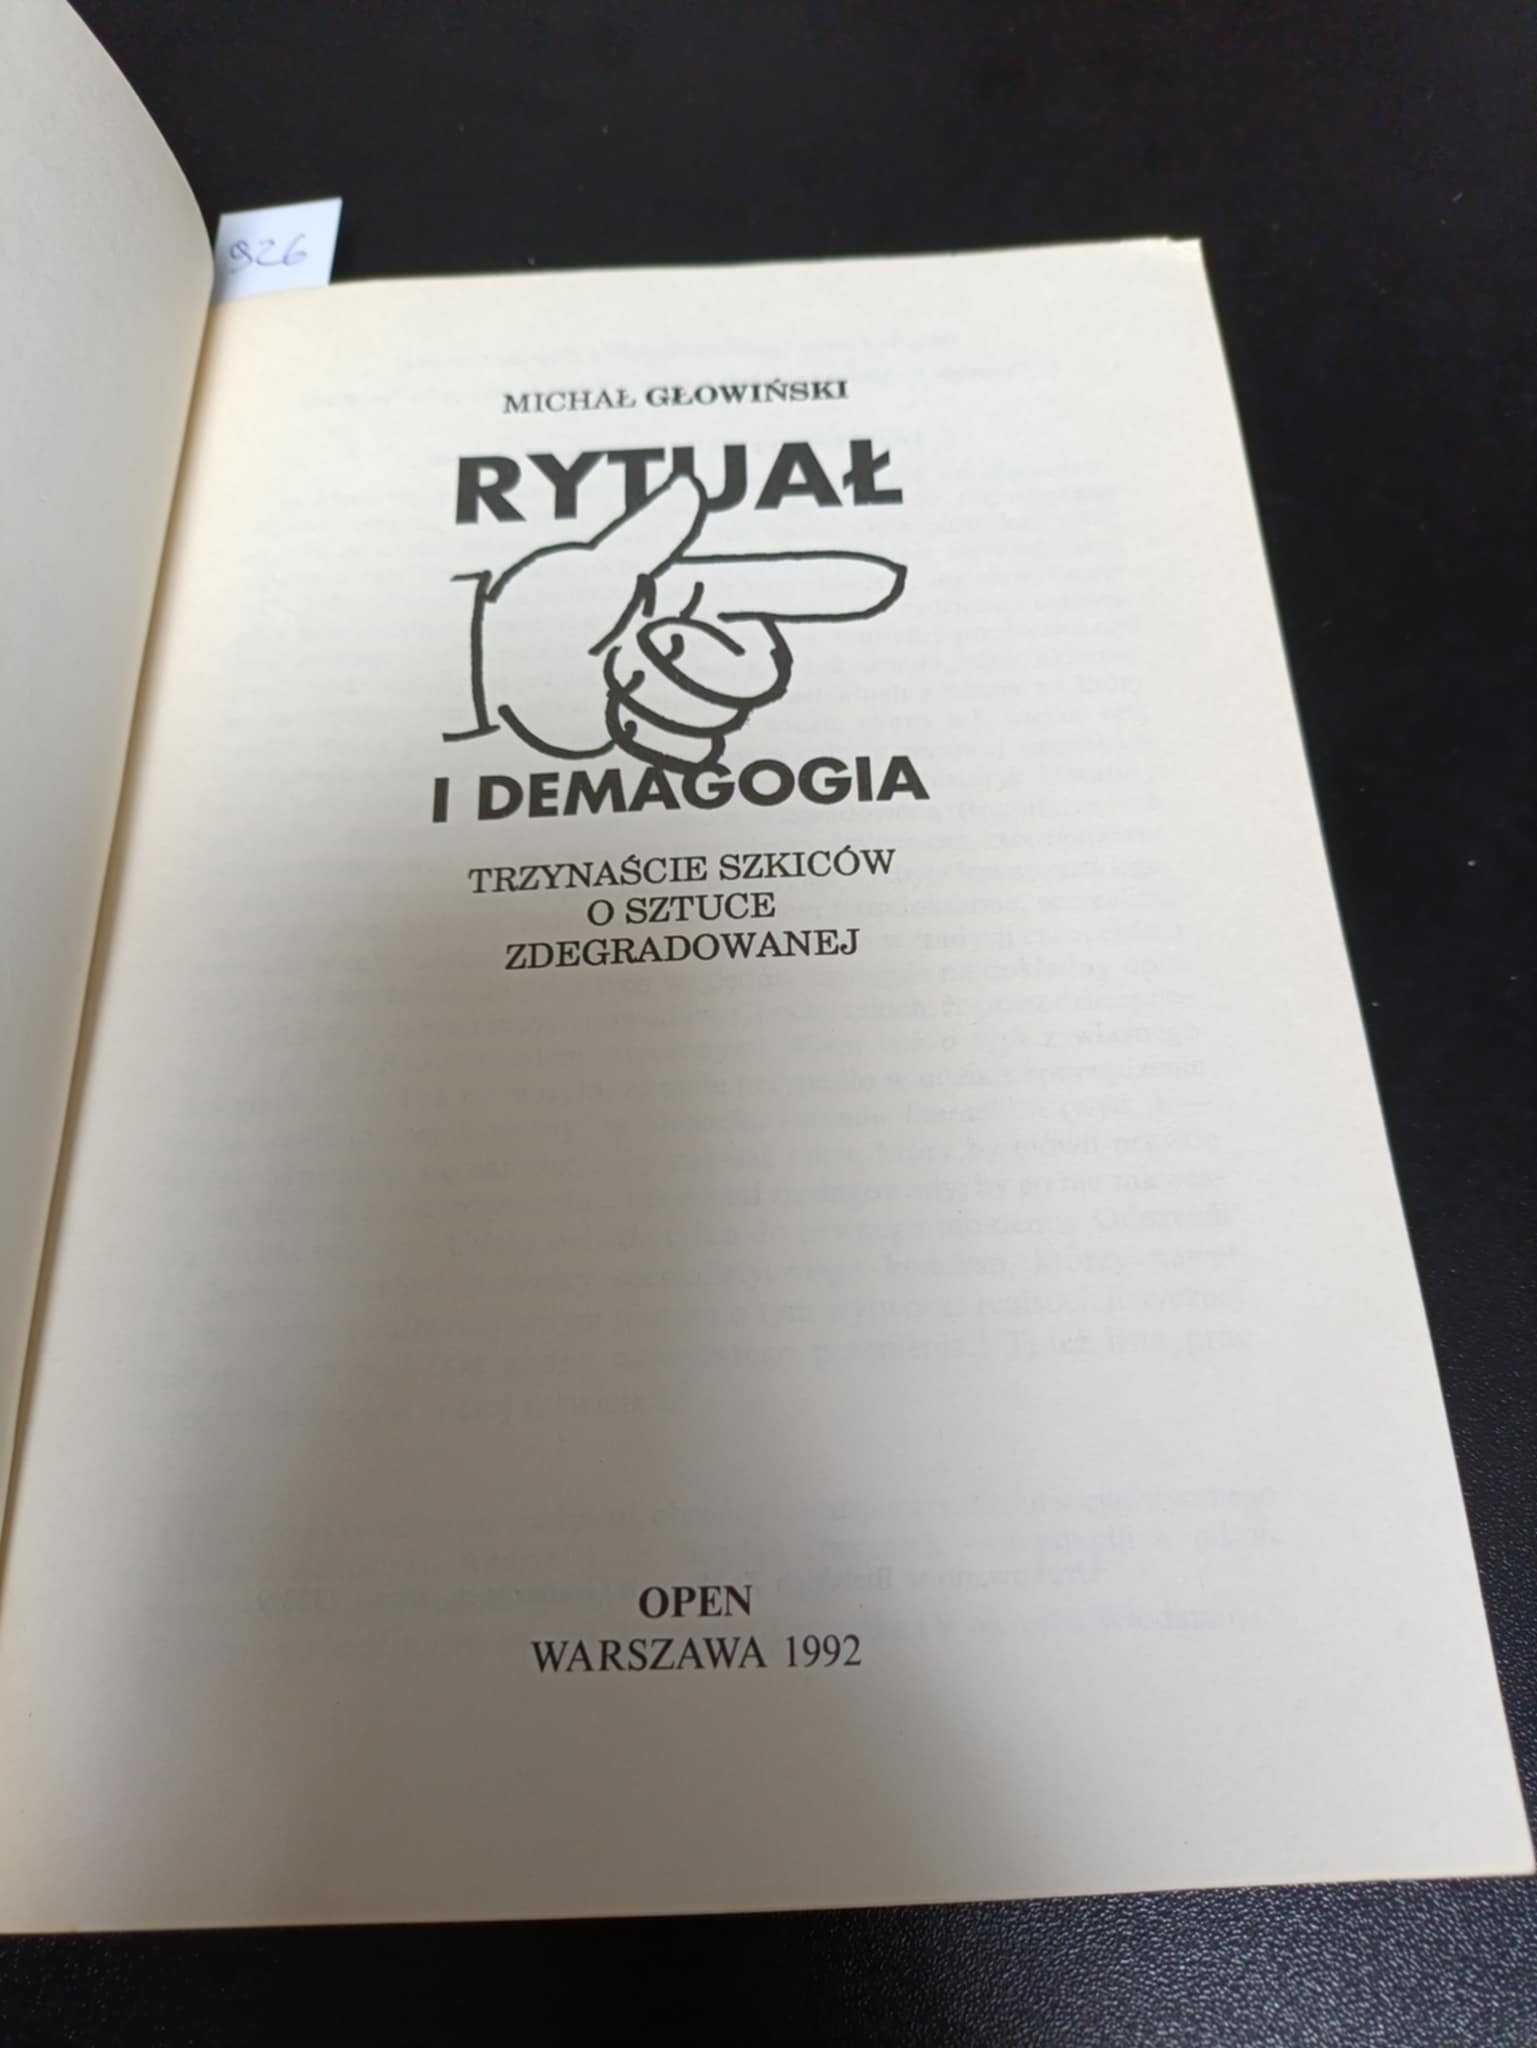 926
MICHAŁ GŁOWIŃSKI
RYTUAŁ
I DEMAGOGIA
TRZYNAŚCIE SZKICÓW
O SZTUCE
ZDEGRADOWANEJ
OPEN
WARSZAWA 1992